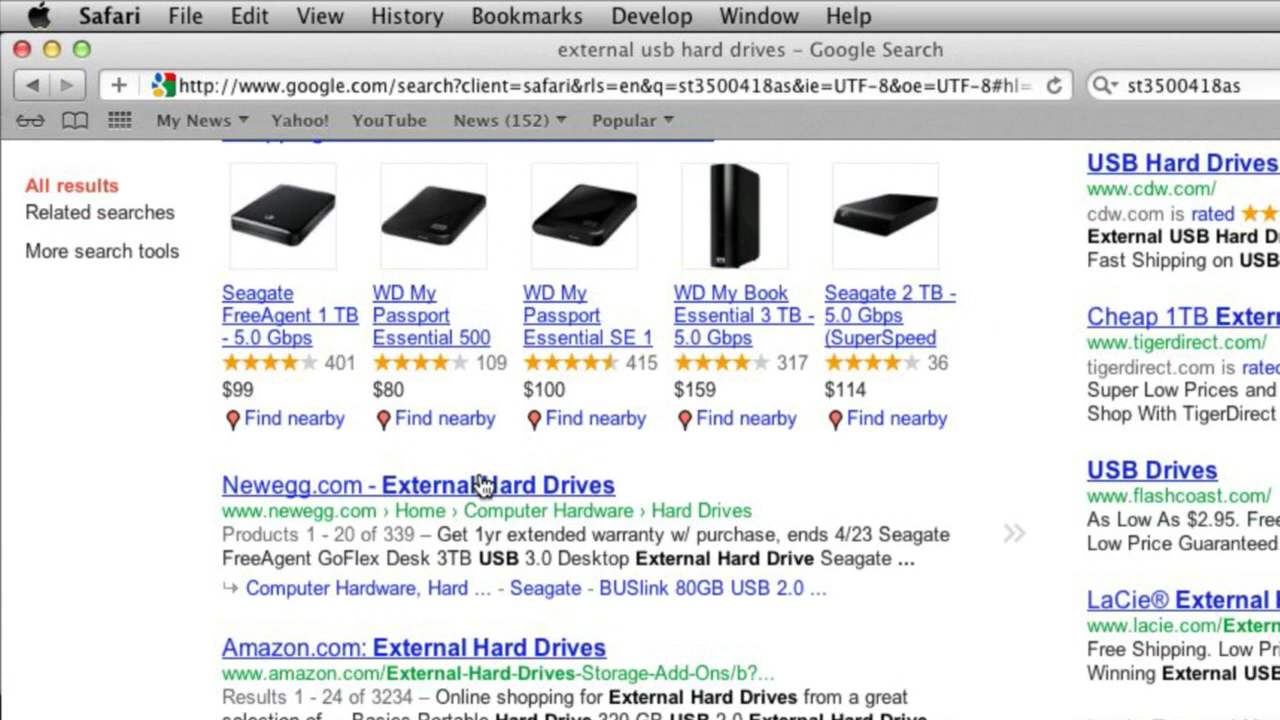 Safari File Edit View History Bookmarks Develop Window Help
external usb hard drives – Google Search
http://www.google.com/search?client=safari&rls=en&q=st3500418as&ie=UTF-8&oe=UTF-8#hl= st3500418as
My News Yahoo! YouTube News (152) Popular
All results
Related searches
More search tools
Seagate
FreeAgent 1 TB
- 5.0 Gbps
401
$99
Find nearby
WD My
Passport
Essential 500
109
$80
Find nearby
WD My
Passport
Essential SE 1
415
$100
Find nearby
WD My Book
Essential 3 TB -
5.0 Gbps
317
$159
Find nearby
Seagate 2 TB -
5.0 Gbps
(SuperSpeed
36
$114
Find nearby
Newegg.com - External Hard Drives
www.newegg.com › Home › Computer Hardware › Hard Drives
Products 1 - 20 of 339 – Get 1yr extended warranty w/ purchase, ends 4/23 Seagate
FreeAgent GoFlex Desk 3TB USB 3.0 Desktop External Hard Drive Seagate ...
Computer Hardware, Hard ... - Seagate - BUSlink 80GB USB 2.0 ...
Amazon.com: External Hard Drives
www.amazon.com/External-Hard-Drives-Storage-Add-Ons/b?...
Results 1 - 24 of 3234 – Online shopping for External Hard Drives from a great
selection of ... Basics Portable Hard Drive 320 GB USB 2.0 External Hard Drive
USB Hard Drives
www.cdw.com/
cdw.com is rated
External USB Hard D
Fast Shipping on USB
Cheap 1TB Exter
www.tigerdirect.com/
tigerdirect.com is rate
Super Low Prices and
Shop With TigerDirect
USB Drives
www.flashcoast.com/
As Low As $2.95. Fre
Low Price Guaranteed
LaCie® External
www.lacie.com/Extern
Free Shipping. Low Pri
Winning External USB